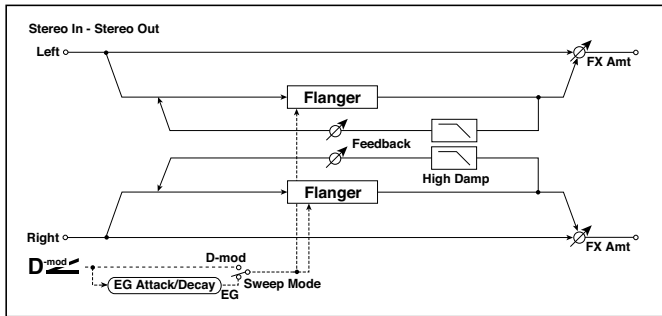 Stereo In - Stereo Out
Left
FX Amt
Flanger
Feedback
High Damp
Flanger
Right
FX Amt
D-mod
D-mod
EG Attack/Decay
EG
Sweep Mode